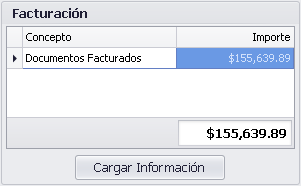 Facturación
Concepto Importe
Documentos Facturados $155,639.89
$155,639.89
Cargar Información